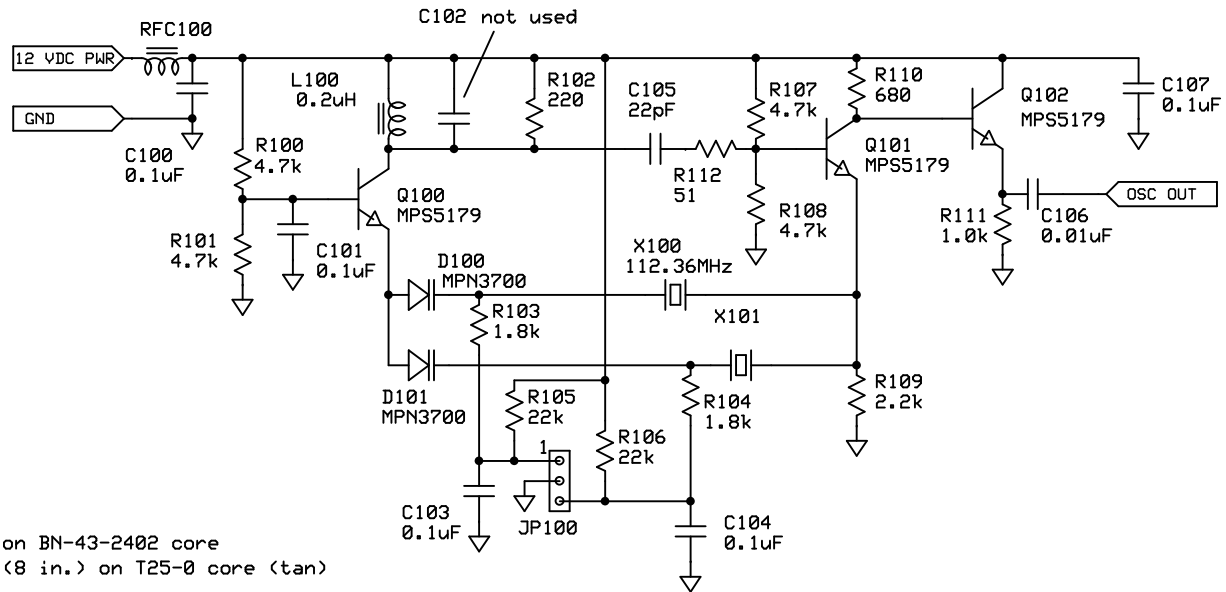 C102 not used
RFC100
12 VDC PWR
L100
0.2uH
R102
220
C105
22pF
R107
4.7k
R110
680
Q102
MPS5179
C107
0.1uF
GND
C100
0.1uF
R100
4.7k
Q101
MPS5179
R112
51
Q100
MPS5179
R108
4.7k
R111
1.0k
C106
0.01uF
OSC OUT
R101
4.7k
C101
0.1uF
D100
MPN3700
X100
112.36MHz
R103
1.8k
X101
D101
MPN3700
R105
22k
R104
1.8k
R109
2.2k
R106
22k
1
C103
0.1uF
JP100
C104
0.1uF
on BN-43-2402 core
(8 in.) on T25-0 core (tan)